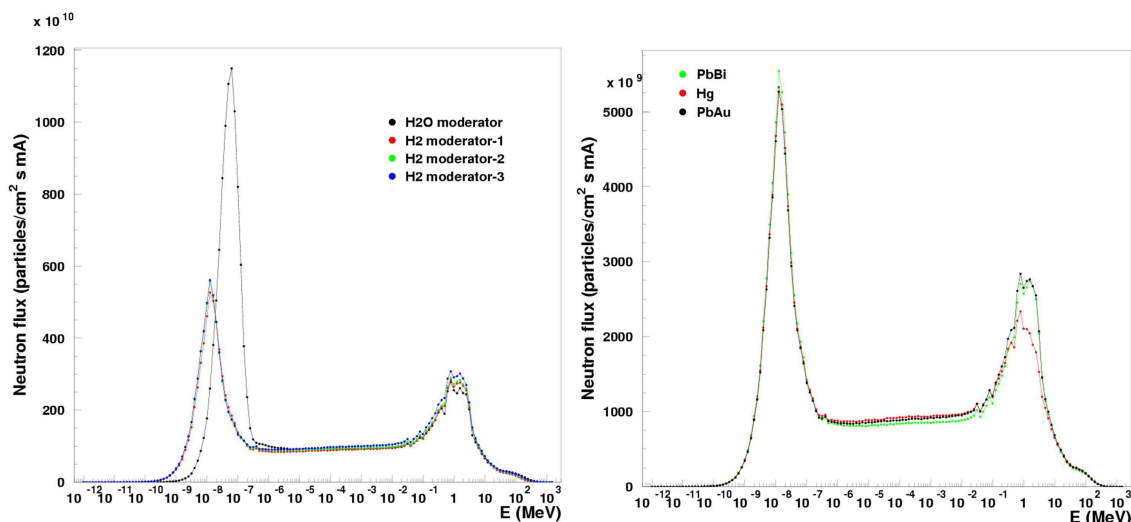 x 10^10
1200
1000
800
600
400
200
0
Neutron flux (particles/cm² s mA)
H2O moderator
H2 moderator-1
H2 moderator-2
H2 moderator-3
10^-12 10^-11 10^-10 10^-9 10^-8 10^-7 10^-6 10^-5 10^-4 10^-3 10^-2 10^-1 1 10 10^2 10^3
E (MeV)
x 10^9
5000
4000
3000
2000
1000
0
Neutron flux (particles/cm² s mA)
PbBi
Hg
PbAu
10^-12 10^-11 10^-10 10^-9 10^-8 10^-7 10^-6 10^-5 10^-4 10^-3 10^-2 10^-1 1 10 10^2 10^3
E (MeV)